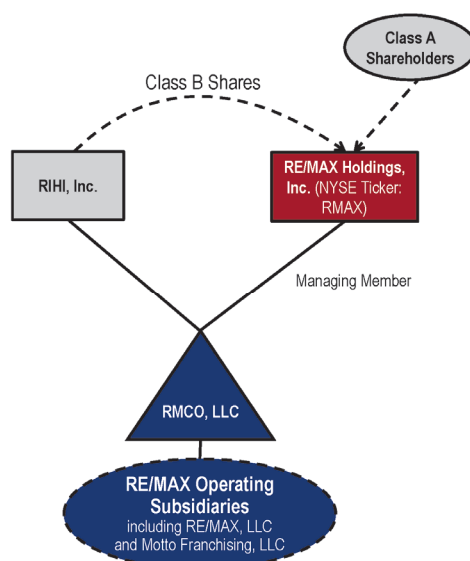 Class A
Shareholders
Class B Shares
RIHI, Inc.
RE/MAX Holdings,
Inc. (NYSE Ticker:
RMAX)
Managing Member
RMCO, LLC
RE/MAX Operating
Subsidiaries
including RE/MAX, LLC
and Motto Franchising, LLC